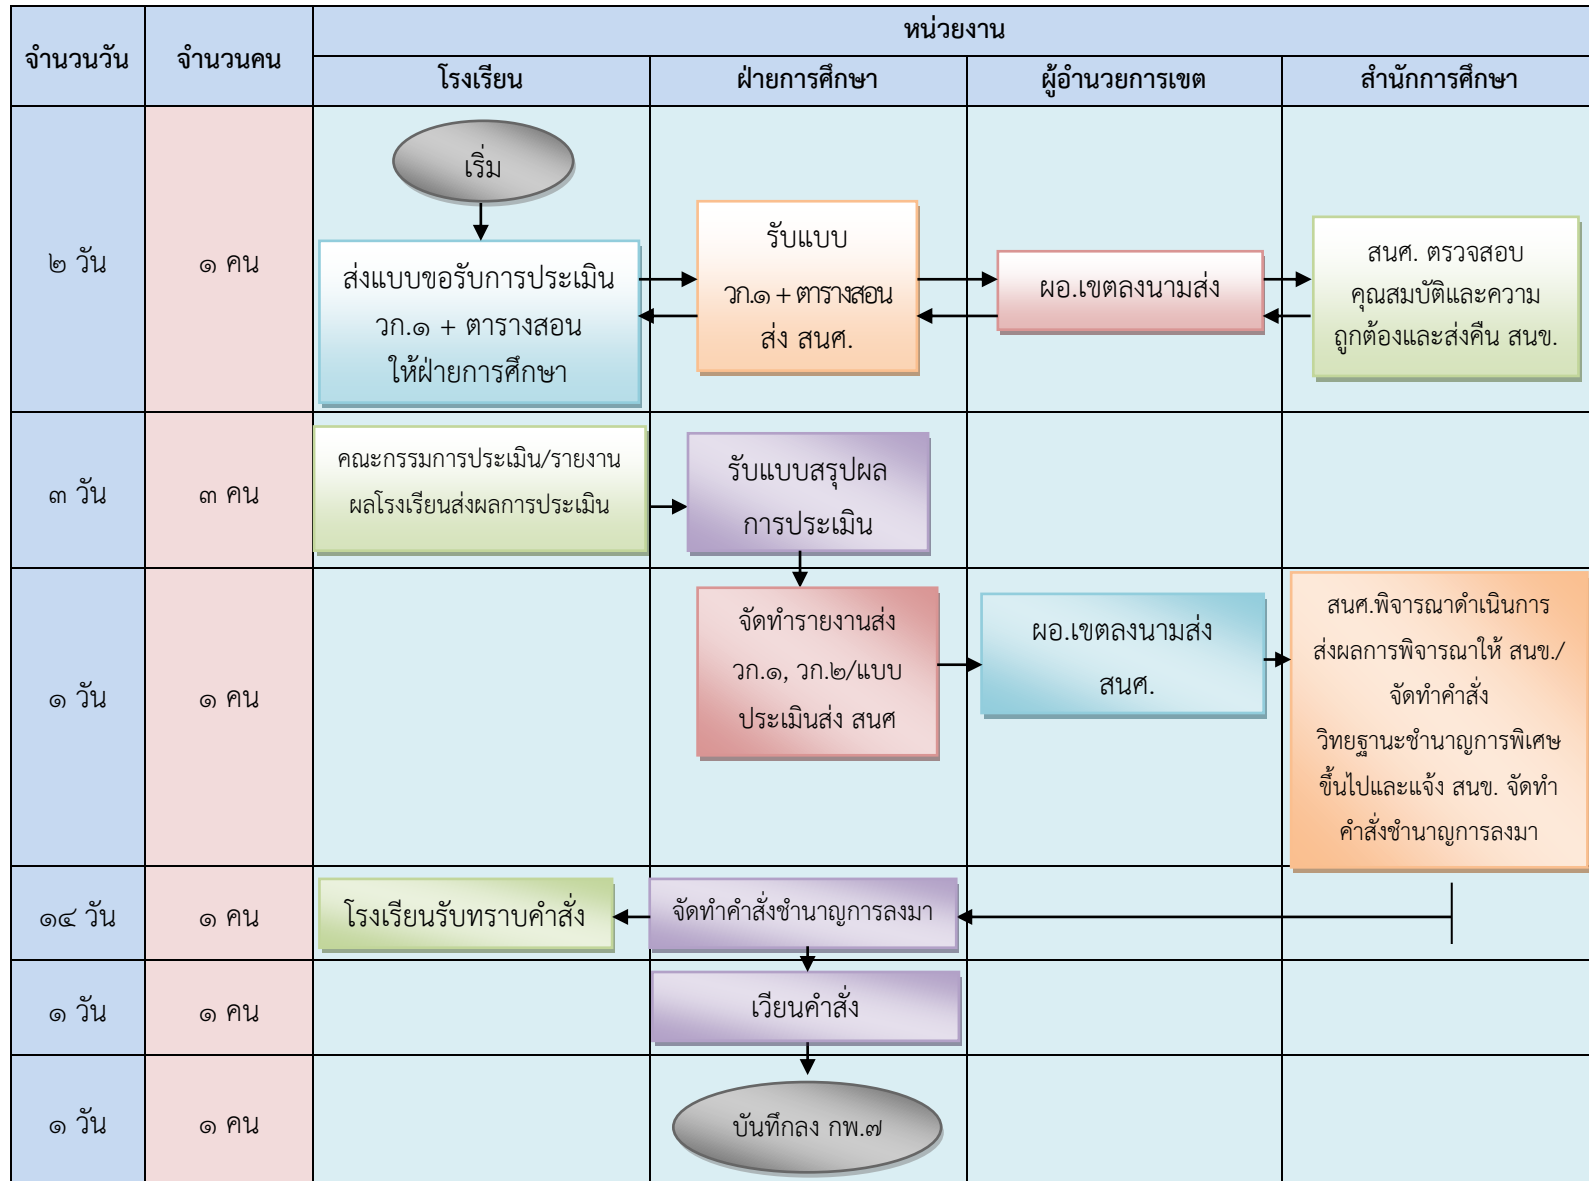 จำนวนวัน
จำนวนคน
หน่วยงาน
โรงเรียน
ฝ่ายการศึกษา
ผู้อำนวยการเขต
สำนักการศึกษา
๒ วัน
๑ คน
เริ่ม
ส่งแบบขอรับการประเมิน
วก.๑ + ตารางสอน
ให้ฝ่ายการศึกษา
รับแบบ
วก.๑ + ตารางสอน
ส่ง สนศ.
ผอ.เขตลงนามส่ง
สนศ. ตรวจสอบ
คุณสมบัติและความ
ถูกต้องและส่งคืน สนข.
๓ วัน
๓ คน
คณะกรรมการประเมิน/รายงาน
ผลโรงเรียนส่งผลการประเมิน
รับแบบสรุปผล
การประเมิน
๑ วัน
๑ คน
จัดทำรายงานส่ง
วก.๑, วก.๒/แบบ
ประเมินส่ง สนศ
ผอ.เขตลงนามส่ง
สนศ.
สนศ.พิจารณาดำเนินการ
ส่งผลการพิจารณาให้ สนข./
จัดทำคำสั่ง
วิทยฐานะชำนาญการพิเศษ
ขึ้นไปและแจ้ง สนข. จัดทำ
คำสั่งชำนาญการลงมา
๑๔ วัน
๑ คน
โรงเรียนรับทราบคำสั่ง
จัดทำคำสั่งชำนาญการลงมา
๑ วัน
๑ คน
เวียนคำสั่ง
๑ วัน
๑ คน
บันทึกลง กพ.๗